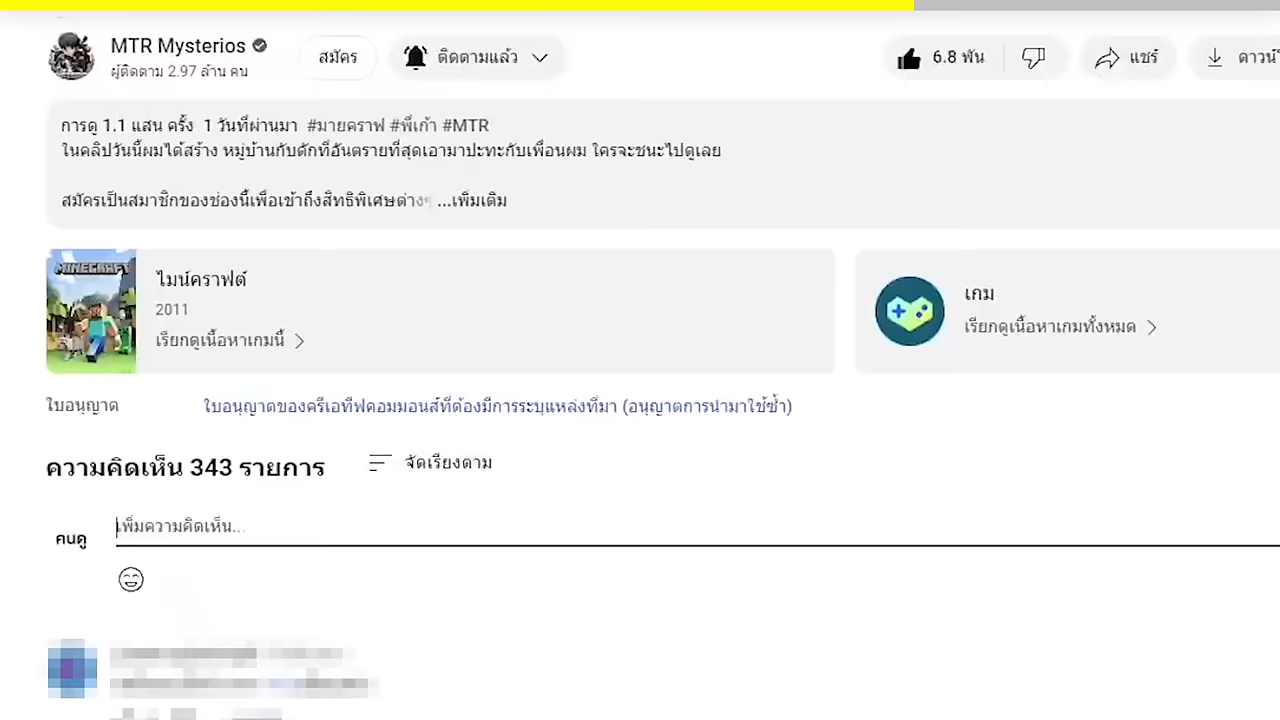 MTR Mysterios
ผู้ติดตาม 2.97 ล้าน คน
สมัคร
ติดตามแล้ว
6.8 พัน
แชร์
ดาวน์
การดู 1.1 แสน ครั้ง 1 วันที่ผ่านมา #มายคราฟ #พี่เก้า #MTR
ในคลิปวันนี้ผมได้สร้าง หมู่บ้านกับดักที่อันตรายที่สุดเอามาปะทะกับเพื่อนผม ใครจะชนะไปดูเลย
สมัครเป็นสมาชิกของช่องนี้เพื่อเข้าถึงสิทธิพิเศษต่างๆ ...เพิ่มเติม
MINECRAFT
ไมน์คราฟต์
2011
เรียกดูเนื้อหาเกมนี้
เกม
เรียกดูเนื้อหาเกมทั้งหมด
ใบอนุญาต
ใบอนุญาตของครีเอทีฟคอมมอนส์ที่ต้องมีการระบุแหล่งที่มา (อนุญาตการนำมาใช้ซ้ำ)
ความคิดเห็น 343 รายการ
จัดเรียงตาม
คนดู
เพิ่มความคิดเห็น...